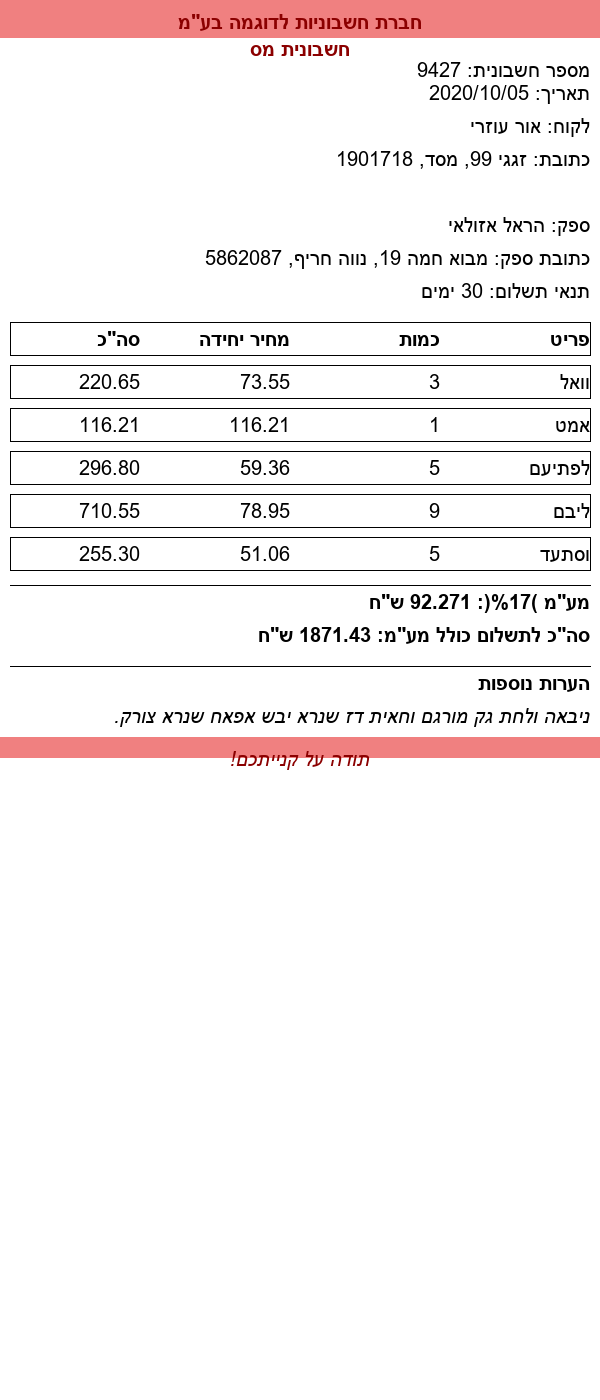 חברת חשבוניות לדוגמה בע"מ
חשבונית מס
מספר חשבונית: 9427
תאריך: 2020/10/05
לקוח: אור עוזרי
כתובת: זגגי 99, מסד, 1901718
ספק: הראל אזולאי
כתובת ספק: מבוא חמה 19, נווה חריף, 5862087
תנאי תשלום: 30 ימים
פריט כמות מחיר יחידה סה"כ
וואל 3 73.55 220.65
אמט 1 116.21 116.21
לפתיעם 5 59.36 296.80
ליבם 9 78.95 710.55
וסתעד 5 51.06 255.30
מע"מ )17%(: 92.271 ש"ח
סה"כ לתשלום כולל מע"מ: 1871.43 ש"ח
הערות נוספות
ניבאה ולחת גק מורגם וחאית דז שנרא יבש אפאח שנרא צורק.
תודה על קנייתכם!